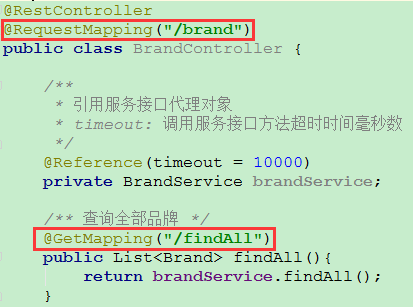 @RestController
@RequestMapping("/brand")
public class BrandController {
/**
* 引用服务接口代理对象
* timeout: 调用服务接口方法超时时间毫秒数
*/
@Reference(timeout = 10000)
private BrandService brandService;
/** 查询全部品牌 */
@GetMapping("/findAll")
public List<Brand> findAll(){
return brandService.findAll();
}